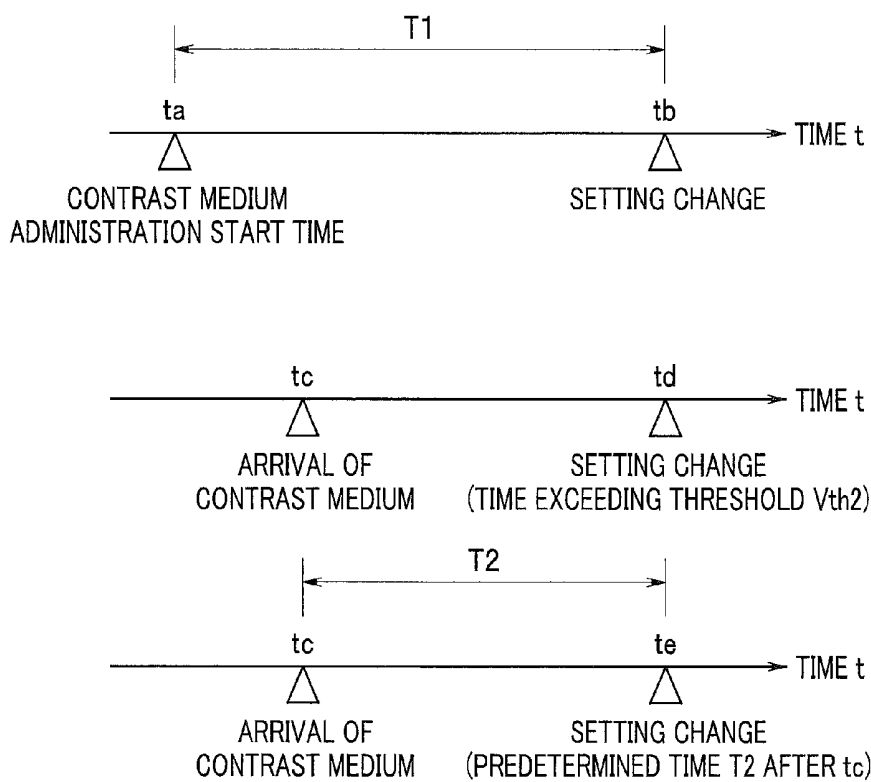 T1
ta
tb
TIME t
CONTRAST MEDIUM
ADMINISTRATION START TIME
SETTING CHANGE
tc
td
TIME t
ARRIVAL OF
CONTRAST MEDIUM
SETTING CHANGE
(TIME EXCEEDING THRESHOLD Vth2)
T2
tc
te
TIME t
ARRIVAL OF
CONTRAST MEDIUM
SETTING CHANGE
(PREDETERMINED TIME T2 AFTER tc)